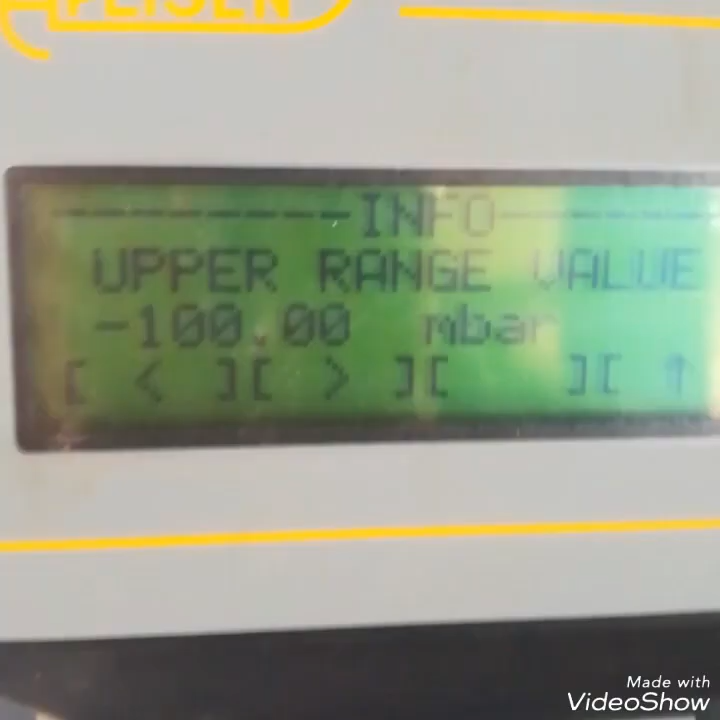 ---------INFO-------
UPPER RANGE VALUE
-100.00 mbar
[ < ][ > ][   ][ ↑
Made with
VideoShow